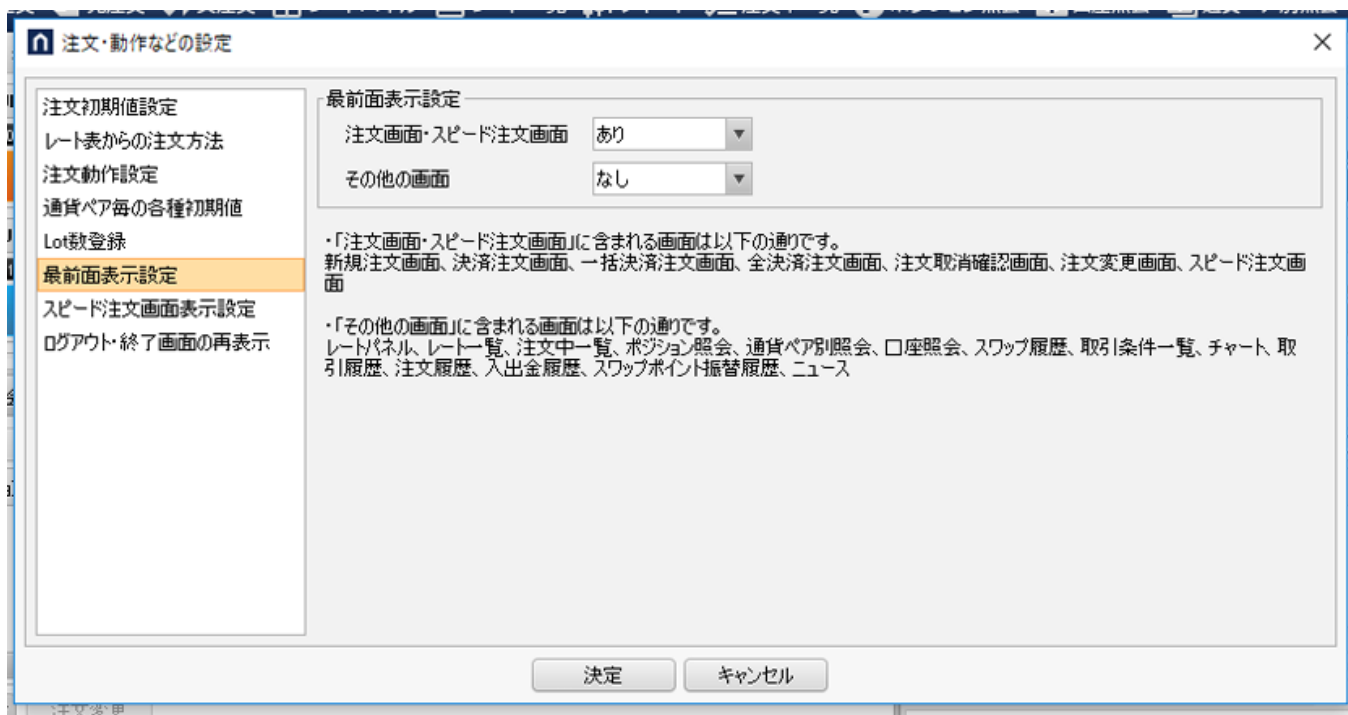 注文・動作などの設定
注文初期値設定
レート表からの注文方法
注文動作設定
通貨ペア毎の各種初期値
Lot数登録
最前面表示設定
スピード注文画面表示設定
ログアウト・終了画面の再表示
最前面表示設定
注文画面・スピード注文画面 あり
その他の画面 なし
・「注文画面・スピード注文画面」に含まれる画面は以下の通りです。
新規注文画面、決済注文画面、一括決済注文画面、全決済注文画面、注文取消確認画面、注文変更画面、スピード注文画
面
・「その他の画面」に含まれる画面は以下の通りです。
レートパネル、レート一覧、注文中一覧、ポジション照会、通貨ペア別照会、口座照会、スワップ履歴、取引条件一覧、チャート、取
引履歴、注文履歴、入出金履歴、スワップポイント振替履歴、ニュース
決定 キャンセル
注文変更